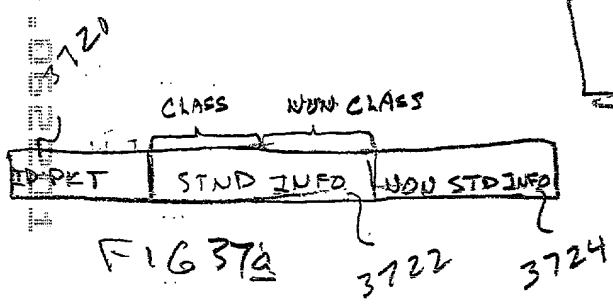 3720
CLASS NON CLASS
ID PKT STND INFO NON STD INFO
FIG 37a
3722 3724